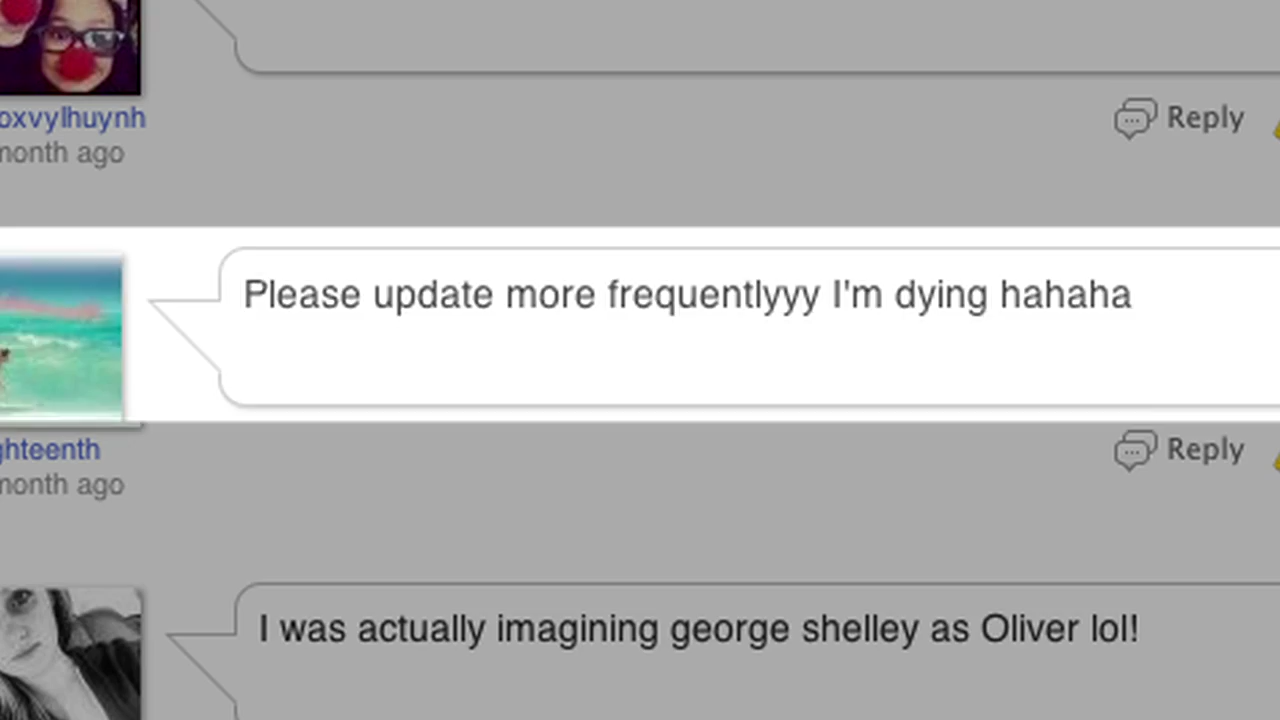 oxvylhuynh
month ago
Reply
Please update more frequentlyyy I'm dying hahaha
ghteenth
month ago
Reply
I was actually imagining george shelley as Oliver lol!